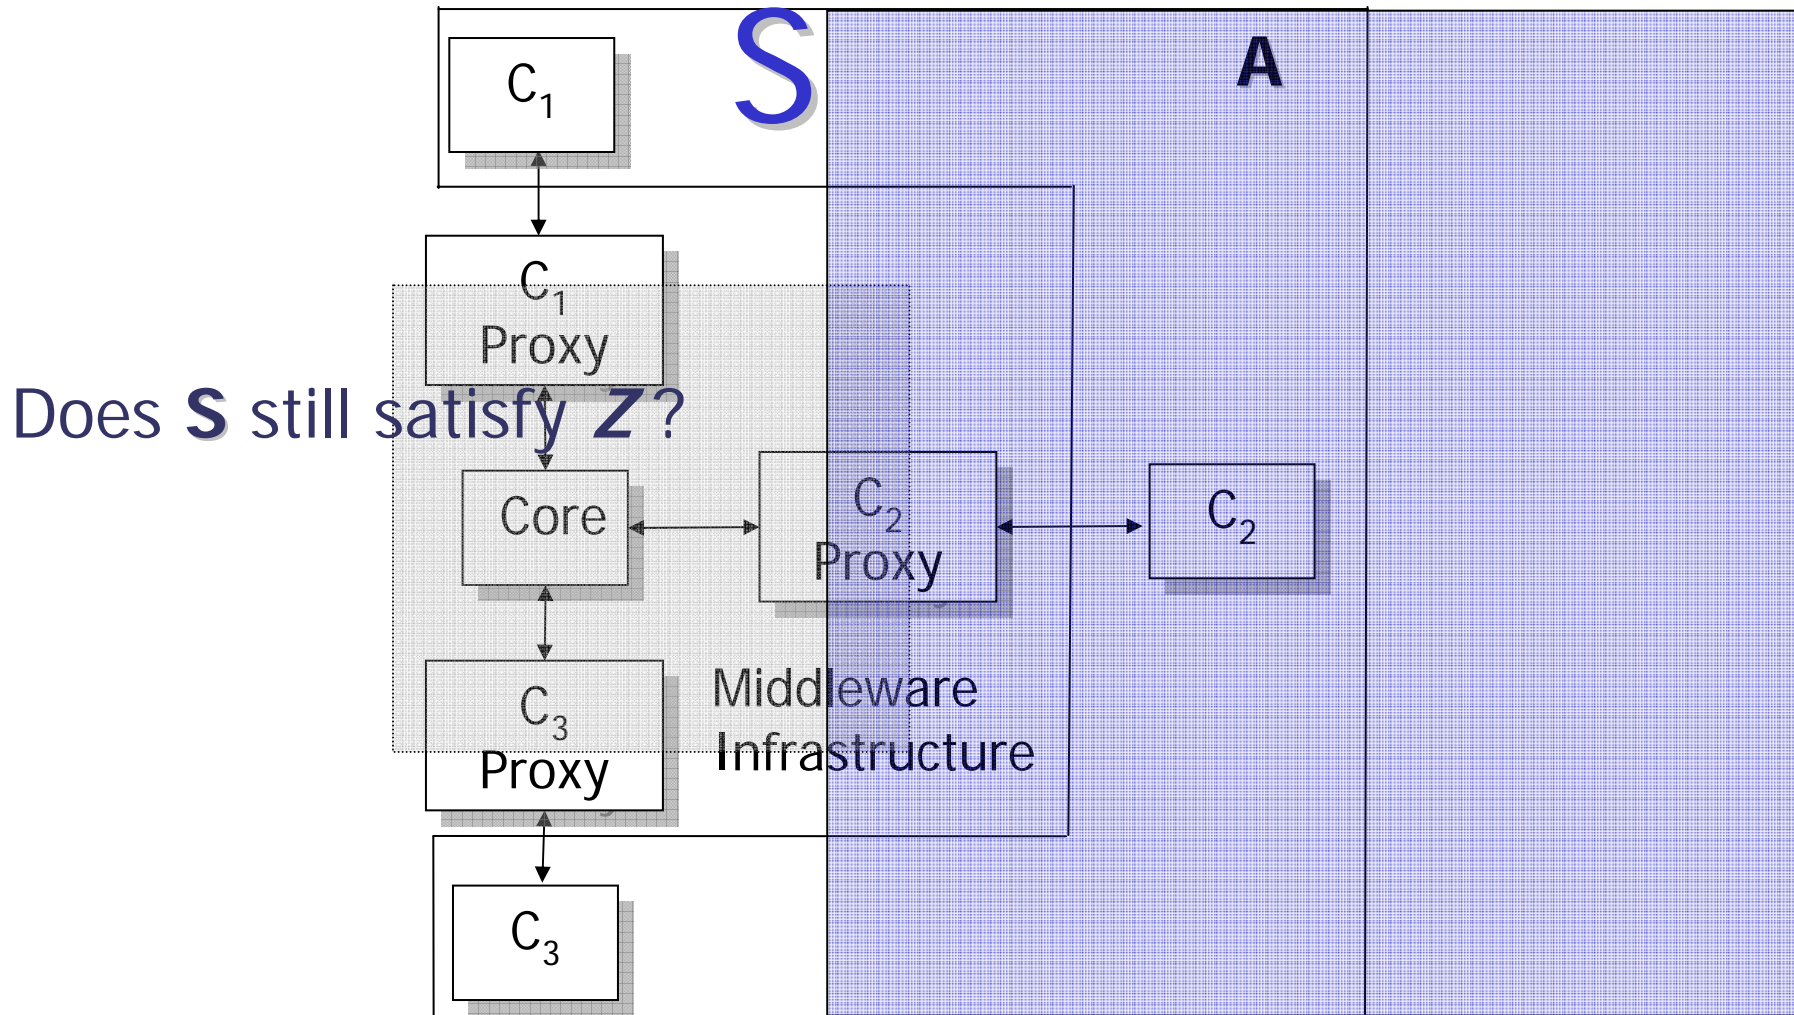 S
A
C₁
C₁
Proxy
Does S still satisfy Z ?
Core
C₂
Proxy
C₂
C₃
Proxy
Middleware
Infrastructure
C₃